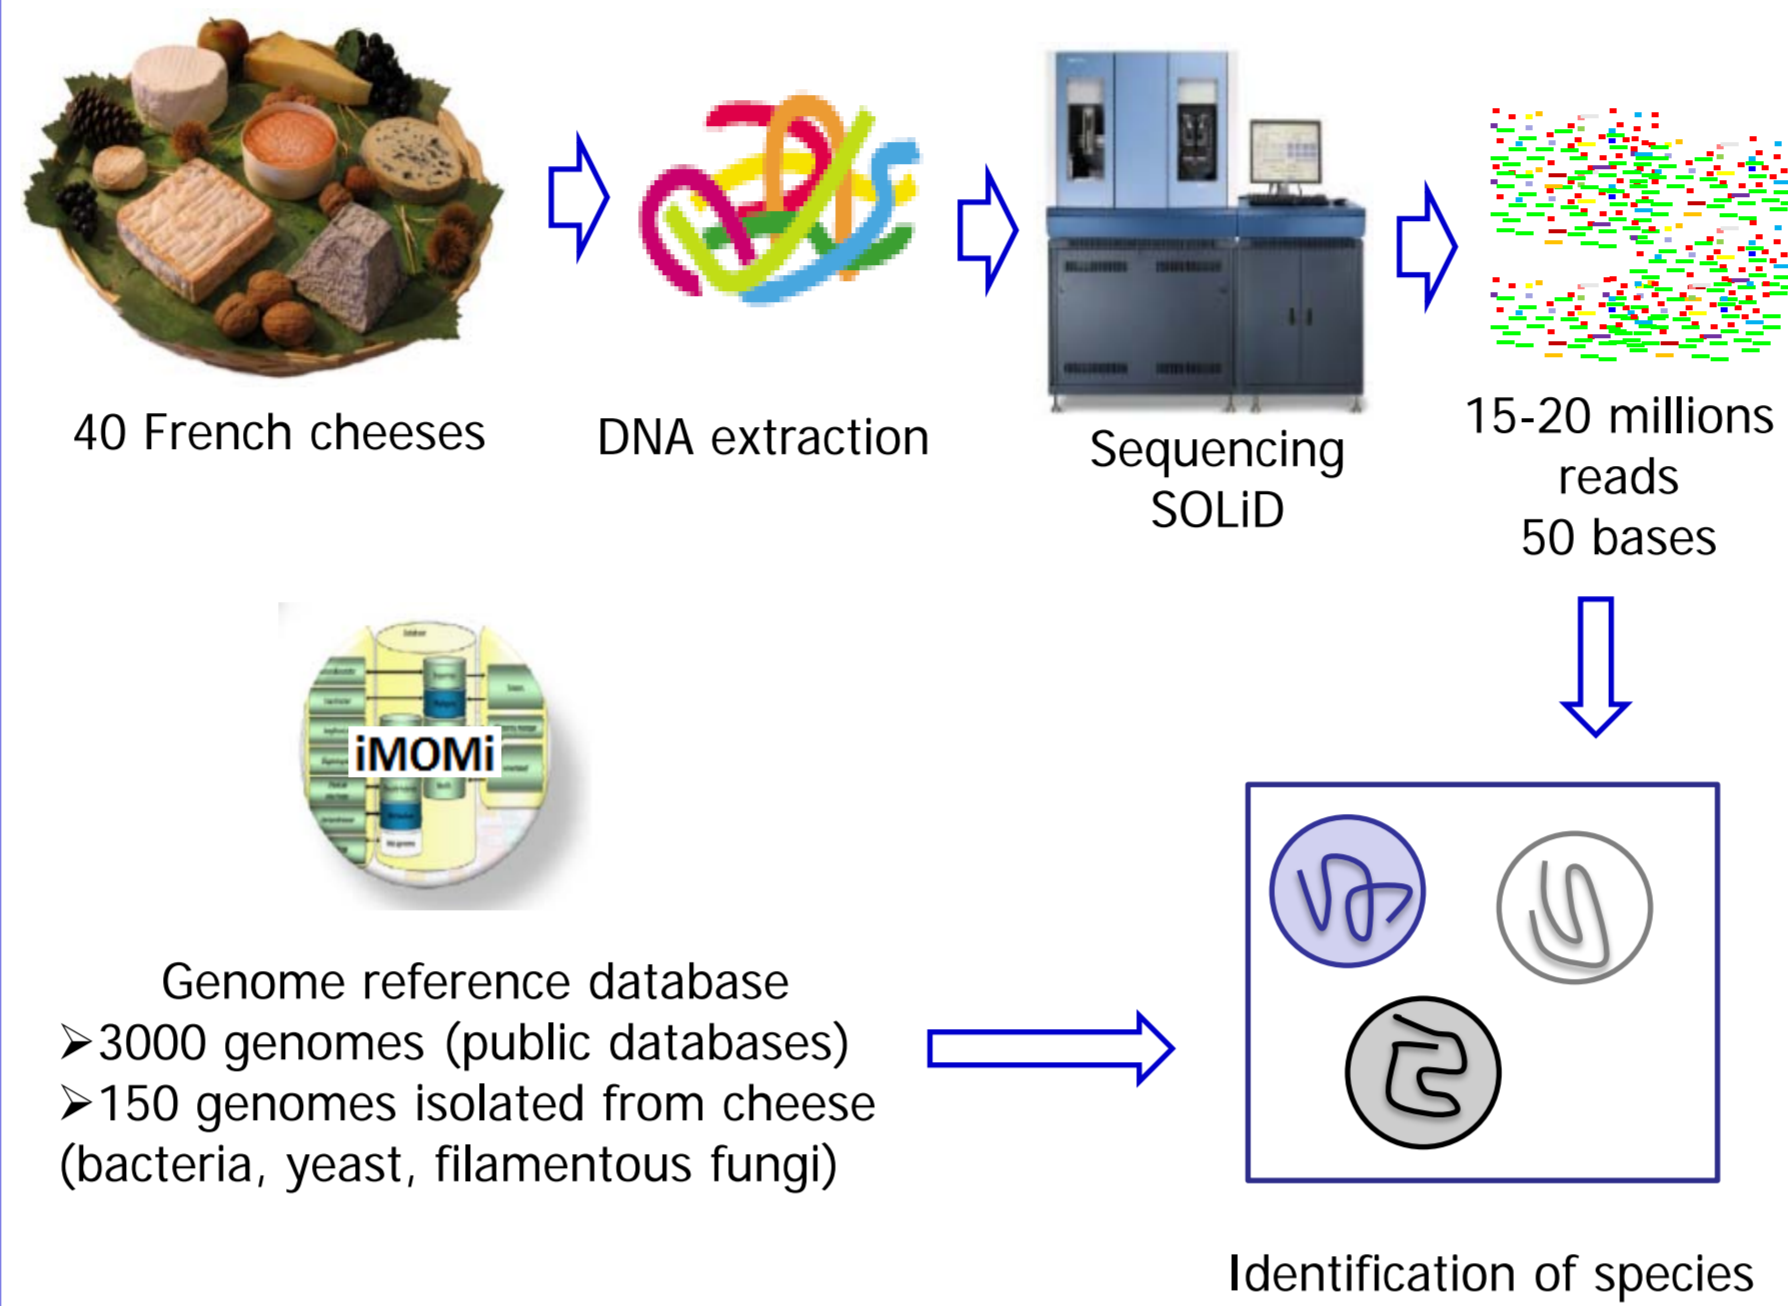 40 French cheeses
DNA extraction
Sequencing
SOLiD
15-20 millions
reads
50 bases
iMOMi
Genome reference database
➢3000 genomes (public databases)
➢150 genomes isolated from cheese
(bacteria, yeast, filamentous fungi)
Identification of species